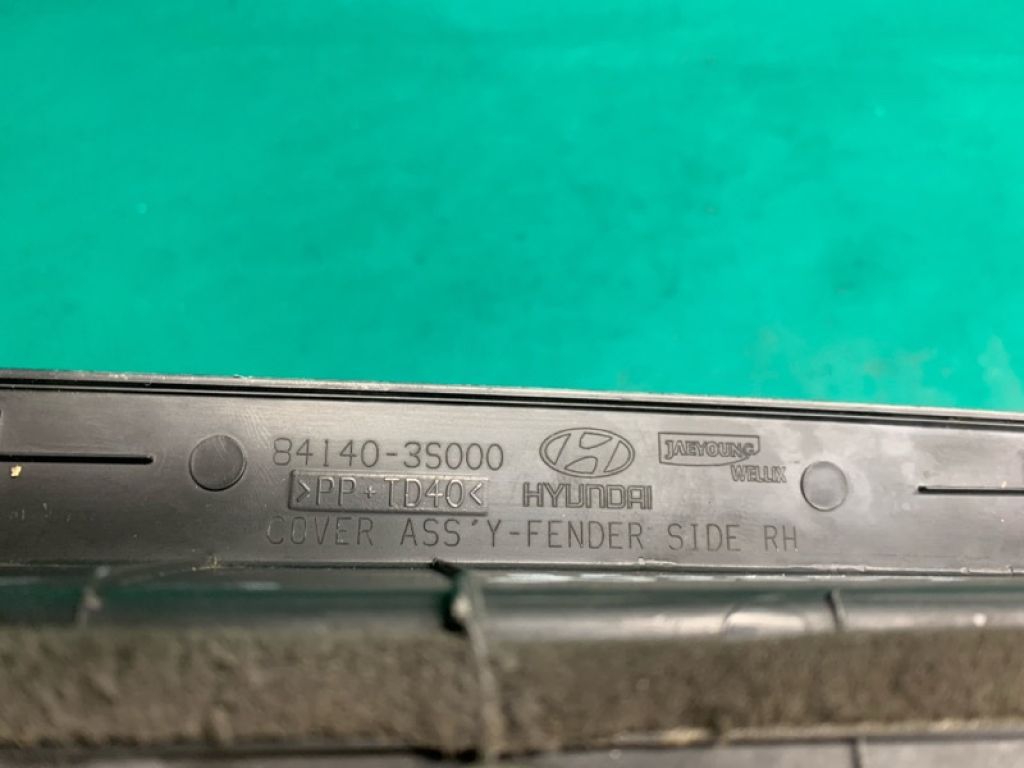 84140-3S000
>PP+TD40<
HYUNDAI
JAEYOUNG
WELLIX
COVER ASS'Y-FENDER SIDE RH